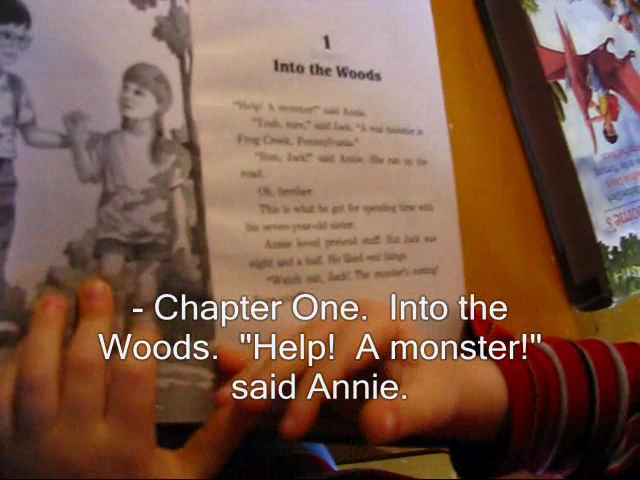 1
Into the Woods
"Help! A monster!" said Annie.
"Yeah, sure," said Jack. "A real monster in
Frog Creek, Pennsylvania."
"Run, Jack!" said Annie. She ran up the
road.
Oh, brother.
This is what he got for spending time with
his seven-year-old sister.
Annie loved pretend stuff. But Jack was
eight and a half. He liked real things.
"Watch out, Jack! The monster's coming!
- Chapter One.  Into the
Woods.  "Help!  A monster!"
said Annie.